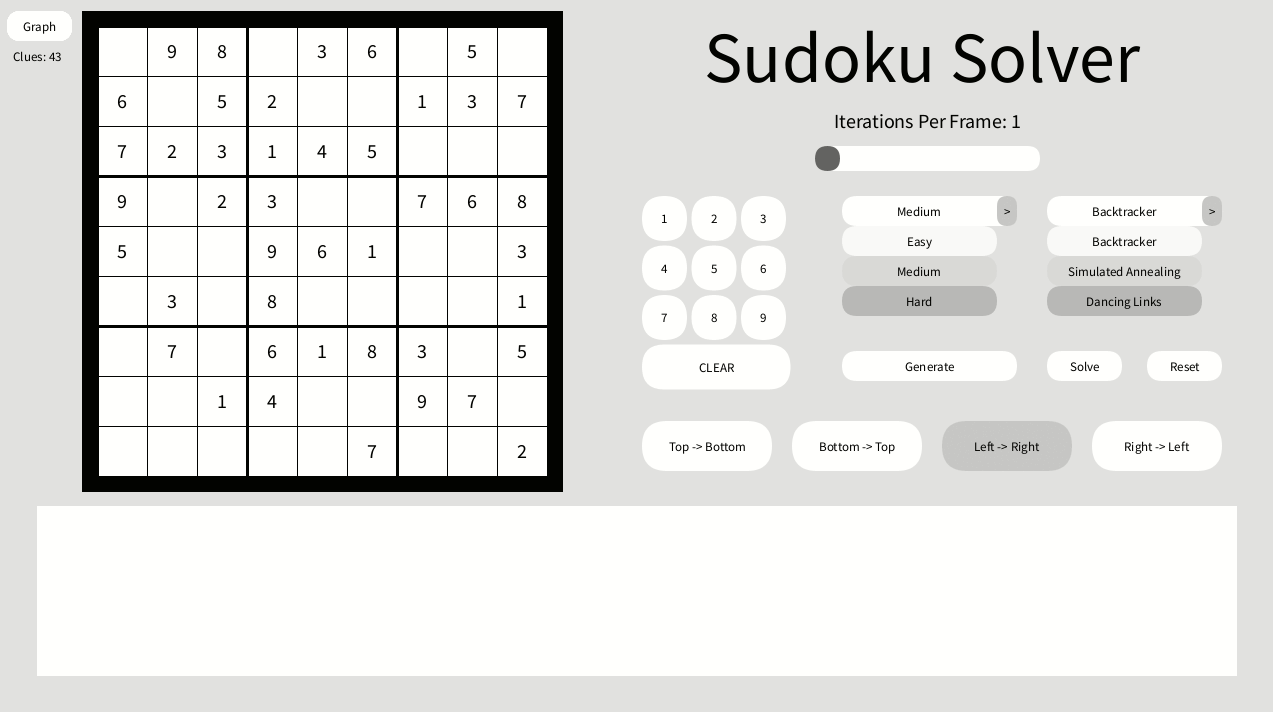 Graph
Clues: 43
9 8 3 6 5
6 5 2 1 3 7
7 2 3 1 4 5
9 2 3 7 6 8
5 9 6 1 3
3 8 1
7 6 1 8 3 5
1 4 9 7
7 2
Sudoku Solver
Iterations Per Frame: 1
1 2 3
4 5 6
7 8 9
CLEAR
Medium >
Easy
Medium
Hard
Generate
Backtracker >
Backtracker
Simulated Annealing
Dancing Links
Solve Reset
Top -> Bottom Bottom -> Top Left -> Right Right -> Left